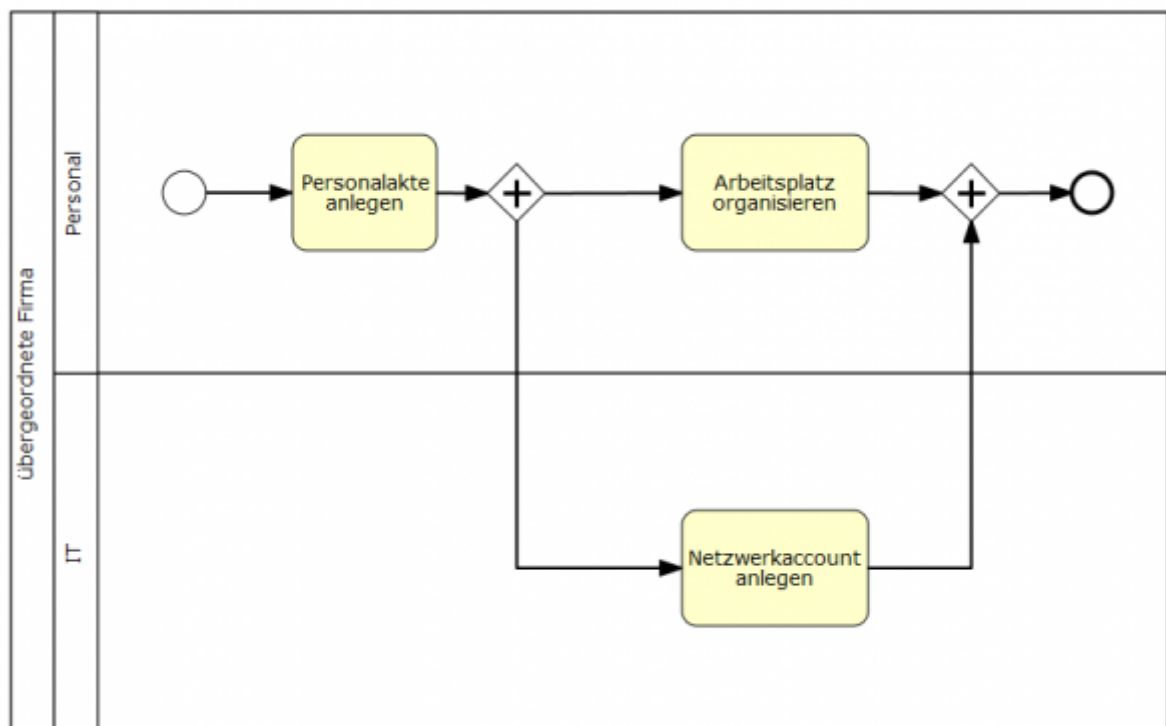 übergeordnete Firma
Personal
Personalakte
anlegen
Arbeitsplatz
organisieren
IT
Netzwerkaccount
anlegen